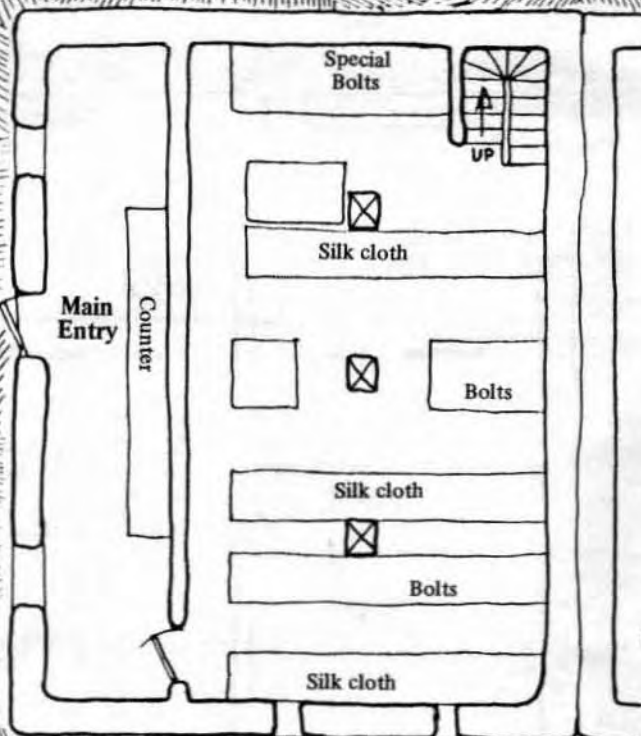 Special
Bolts
UP
Silk cloth
Main
Entry
Counter
Bolts
Silk cloth
Bolts
Silk cloth